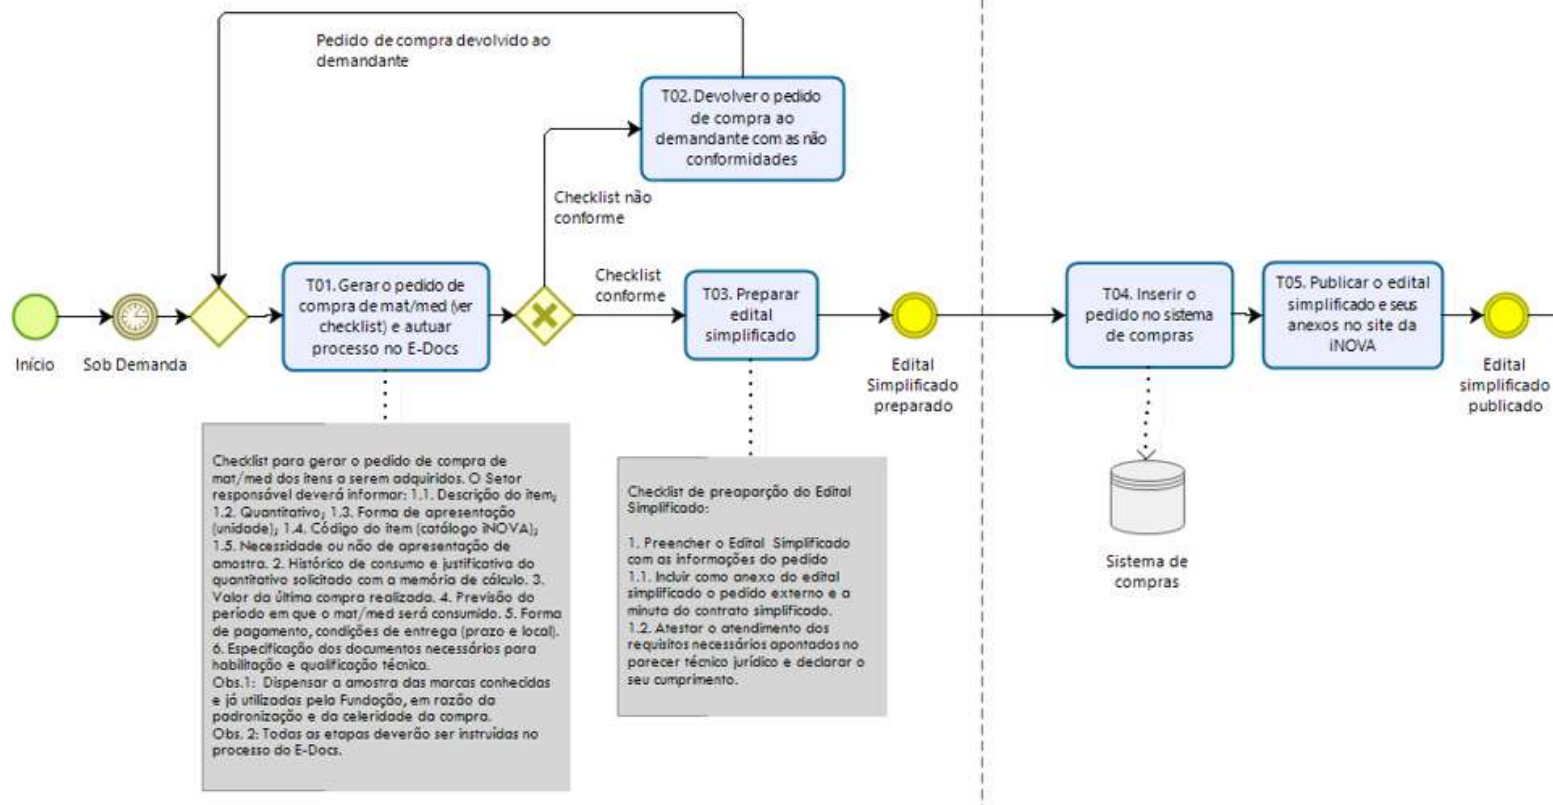 Pedido de compra devolvido ao
demandante
T02. Devolver o pedido
de compra ao
demandante com as não
conformidades
Checklist não
conforme
Início
Sob Demanda
T01. Gerar o pedido de
compra de mat/med (ver
checklist) e autuar
processo no E-Docs
Checklist
conforme
T03. Preparar
edital
simplificado
Edital
Simplificado
preparado
T04. Inserir o
pedido no sistema
de compras
T05. Publicar o edital
simplificado e seus
anexos no site da
iNOVA
Edital
simplificado
publicado
Checklist para gerar o pedido de compra de
mat/med dos itens a serem adquiridos. O Setor
responsável deverá informar: 1.1. Descrição do item;
1.2. Quantitativo; 1.3. Forma de apresentação
(unidade); 1.4. Código do item (catálogo iNOVA);
1.5. Necessidade ou não de apresentação de
amostra. 2. Histórico de consumo e justificativa do
quantitativo solicitado com a memória de cálculo. 3.
Valor da última compra realizada. 4. Previsão do
período em que o mat/med será consumido. 5. Forma
de pagamento, condições de entrega (prazo e local).
6. Especificação dos documentos necessários para
habilitação e qualificação técnica.
Obs.1: Dispensar a amostra das marcas conhecidas
e já utilizadas pela Fundação, em razão da
padronização e da celeridade da compra.
Obs. 2: Todas as etapas deverão ser instruídas no
processo do E-Docs.
Checklist de preaparção do Edital
Simplificado:
1. Preencher o Edital Simplificado
com as informações do pedido
1.1. Incluir como anexo do edital
simplificado o pedido externo e a
minuta do contrato simplificado.
1.2. Atestar o atendimento dos
requisitos necessários apontados no
parecer técnico jurídico e declarar o
seu cumprimento.
Sistema de
compras